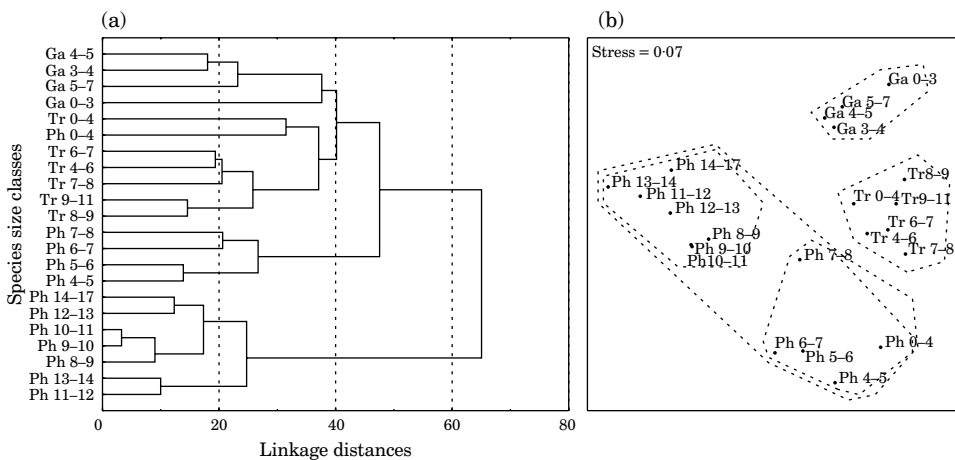 (a)
Species size classes
Ga 4–5
Ga 3–4
Ga 5–7
Ga 0–3
Tr 0–4
Ph 0–4
Tr 6–7
Tr 4–6
Tr 7–8
Tr 9–11
Tr 8–9
Ph 7–8
Ph 6–7
Ph 5–6
Ph 4–5
Ph 14–17
Ph 12–13
Ph 10–11
Ph 9–10
Ph 8–9
Ph 13–14
Ph 11–12
0 20 40 60 80
Linkage distances
(b)
Stress = 0·07
Ga 0–3
Ga 5–7
Ga 4–5
Ga 3–4
Ph 14–17
Ph 13–14
Ph 11–12
Ph 12–13
Ph 8–9
Ph 9–10
Ph10–11
Tr8–9
Tr 0–4
Tr9–11
Tr 6–7
Tr 4–6
Tr 7–8
Ph 7–8
Ph 6–7
Ph 5–6
Ph 0–4
Ph 4–5